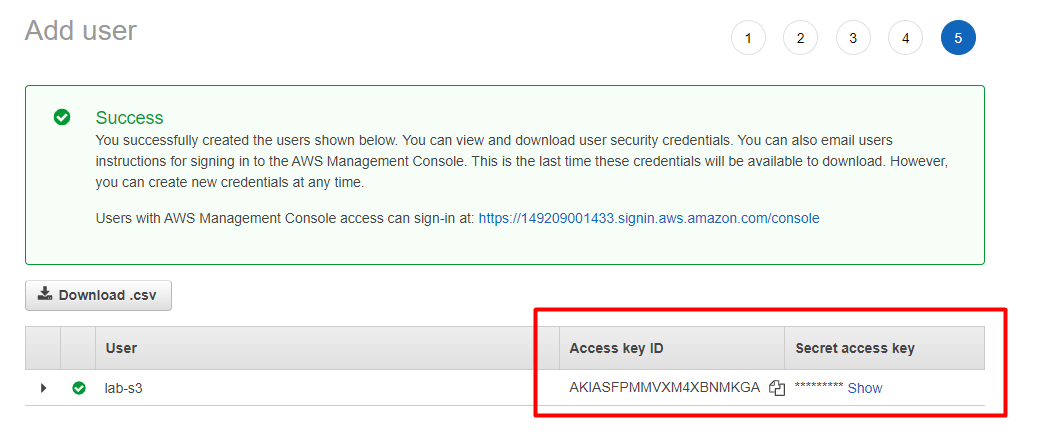 Add user
1 2 3 4 5
Success
You successfully created the users shown below. You can view and download user security credentials. You can also email users
instructions for signing in to the AWS Management Console. This is the last time these credentials will be available to download. However,
you can create new credentials at any time.
Users with AWS Management Console access can sign-in at: https://149209001433.signin.aws.amazon.com/console
Download .csv
User Access key ID Secret access key
lab-s3 AKIASFPMMVXM4XBNMKGA ********* Show